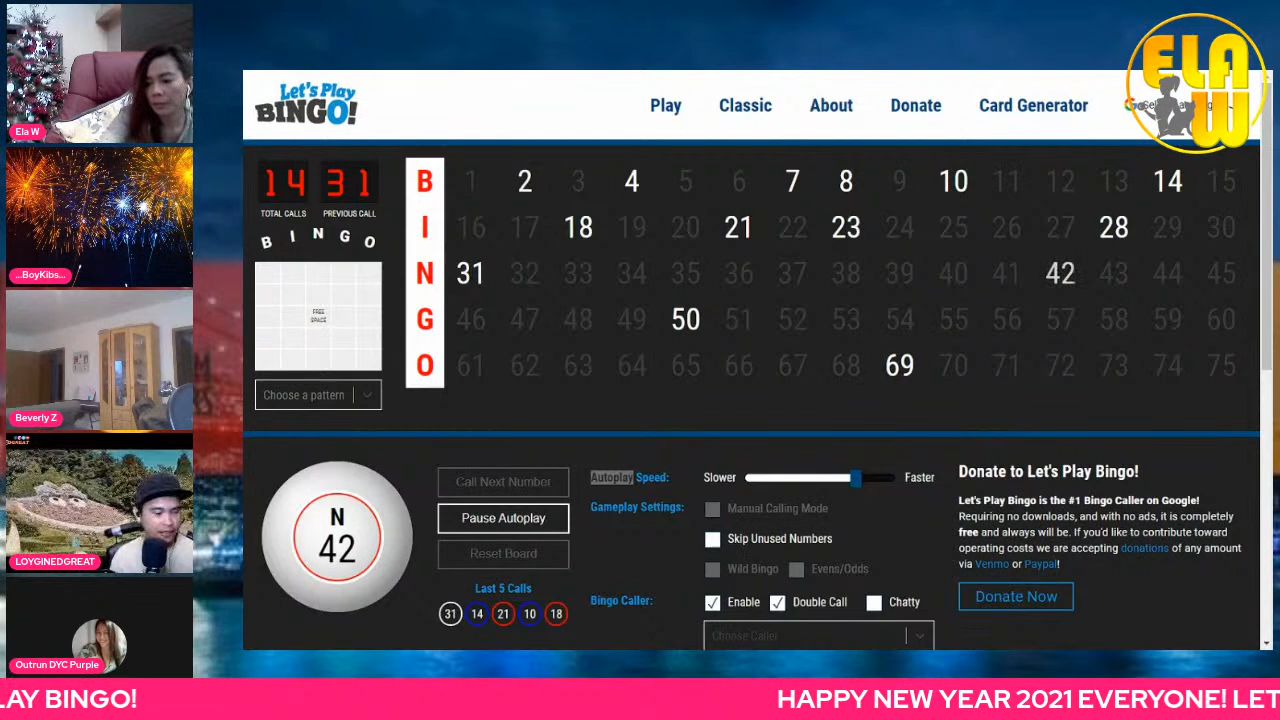 Ela W
...BoyKibs...
Beverly Z
LOYGINEDGREAT
Outrun DYC Purple
ELA
W
Let's Play
BINGO!
Play Classic About Donate Card Generator
14 31
TOTAL CALLS PREVIOUS CALL
B I N G O
FREE
SPACE
Choose a pattern
B 1 2 3 4 5 6 7 8 9 10 11 12 13 14 15
I 16 17 18 19 20 21 22 23 24 25 26 27 28 29 30
N 31 32 33 34 35 36 37 38 39 40 41 42 43 44 45
G 46 47 48 49 50 51 52 53 54 55 56 57 58 59 60
O 61 62 63 64 65 66 67 68 69 70 71 72 73 74 75
N
42
Call Next Number
Pause Autoplay
Reset Board
Last 5 Calls
31 14 21 10 18
Autoplay Speed: Slower Faster
Gameplay Settings: Manual Calling Mode
Skip Unused Numbers
Wild Bingo Evens/Odds
Bingo Caller: Enable Double Call Chatty
Choose Caller
Donate to Let's Play Bingo!
Let's Play Bingo is the #1 Bingo Caller on Google!
Requiring no downloads, and with no ads, it is completely
free and always will be. If you'd like to contribute toward
operating costs we are accepting donations of any amount
via Venmo or Paypal!
Donate Now
LAY BINGO! HAPPY NEW YEAR 2021 EVERYONE! LET